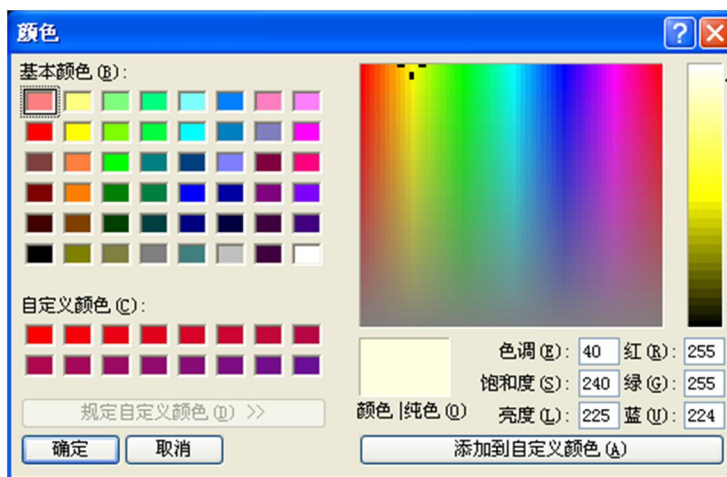 颜色
基本颜色(B):
自定义颜色(C):
规定自定义颜色(D) >>
确定
取消
颜色|纯色(O)
色调(E): 40 红(R): 255
饱和度(S): 240 绿(G): 255
亮度(L): 225 蓝(U): 224
添加到自定义颜色(A)